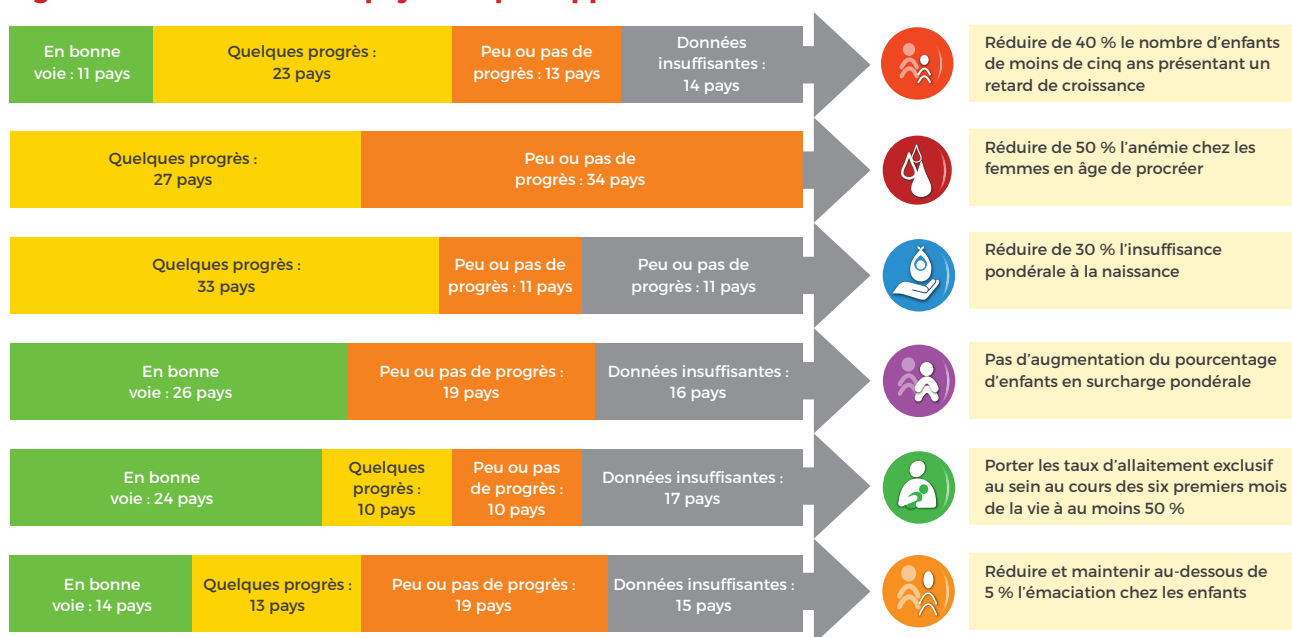 En bonne
voie : 11 pays
Quelques progrès :
23 pays
Peu ou pas de
progrès : 13 pays
Données
insuffisantes :
14 pays
Réduire de 40 % le nombre d’enfants
de moins de cinq ans présentant un
retard de croissance
Quelques progrès :
27 pays
Peu ou pas de
progrès : 34 pays
Réduire de 50 % l’anémie chez les
femmes en âge de procréer
Quelques progrès :
33 pays
Peu ou pas de
progrès : 11 pays
Peu ou pas de
progrès : 11 pays
Réduire de 30 % l’insuffisance
pondérale à la naissance
En bonne
voie : 26 pays
Peu ou pas de progrès :
19 pays
Données insuffisantes :
16 pays
Pas d’augmentation du pourcentage
d’enfants en surcharge pondérale
En bonne
voie : 24 pays
Quelques
progrès :
10 pays
Peu ou pas
de progrès :
10 pays
Données insuffisantes :
17 pays
Porter les taux d’allaitement exclusif
au sein au cours des six premiers mois
de la vie à au moins 50 %
En bonne
voie : 14 pays
Quelques progrès :
13 pays
Peu ou pas de progrès :
19 pays
Données insuffisantes :
15 pays
Réduire et maintenir au-dessous de
5 % l’émaciation chez les enfants